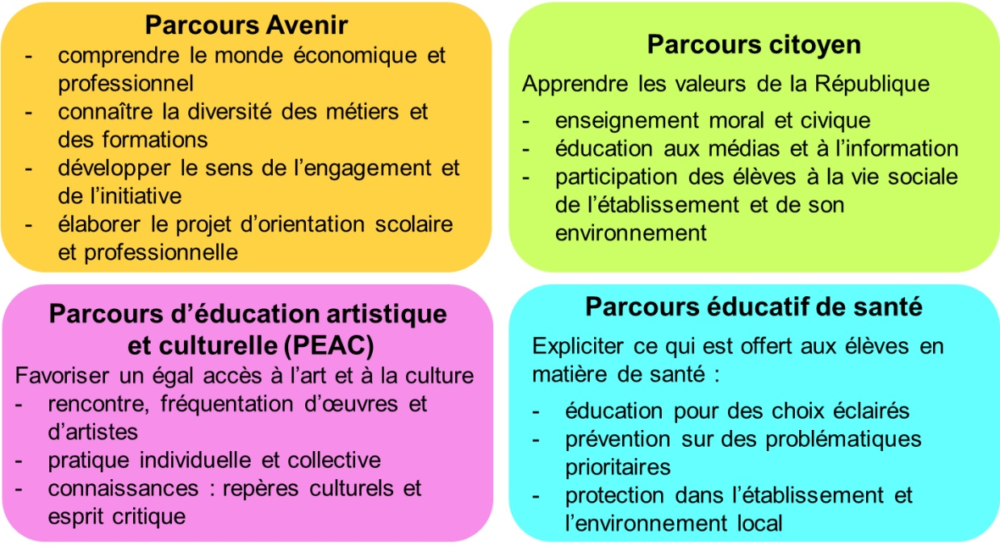 Parcours Avenir
- comprendre le monde économique et
professionnel
- connaître la diversité des métiers et
des formations
- développer le sens de l’engagement et
de l’initiative
- élaborer le projet d’orientation scolaire
et professionnelle
Parcours citoyen
Apprendre les valeurs de la République
- enseignement moral et civique
- éducation aux médias et à l’information
- participation des élèves à la vie sociale
de l’établissement et de son
environnement
Parcours d’éducation artistique
et culturelle (PEAC)
Favoriser un égal accès à l’art et à la culture
- rencontre, fréquentation d’œuvres et
d’artistes
- pratique individuelle et collective
- connaissances : repères culturels et
esprit critique
Parcours éducatif de santé
Expliciter ce qui est offert aux élèves en
matière de santé :
- éducation pour des choix éclairés
- prévention sur des problématiques
prioritaires
- protection dans l’établissement et
l’environnement local